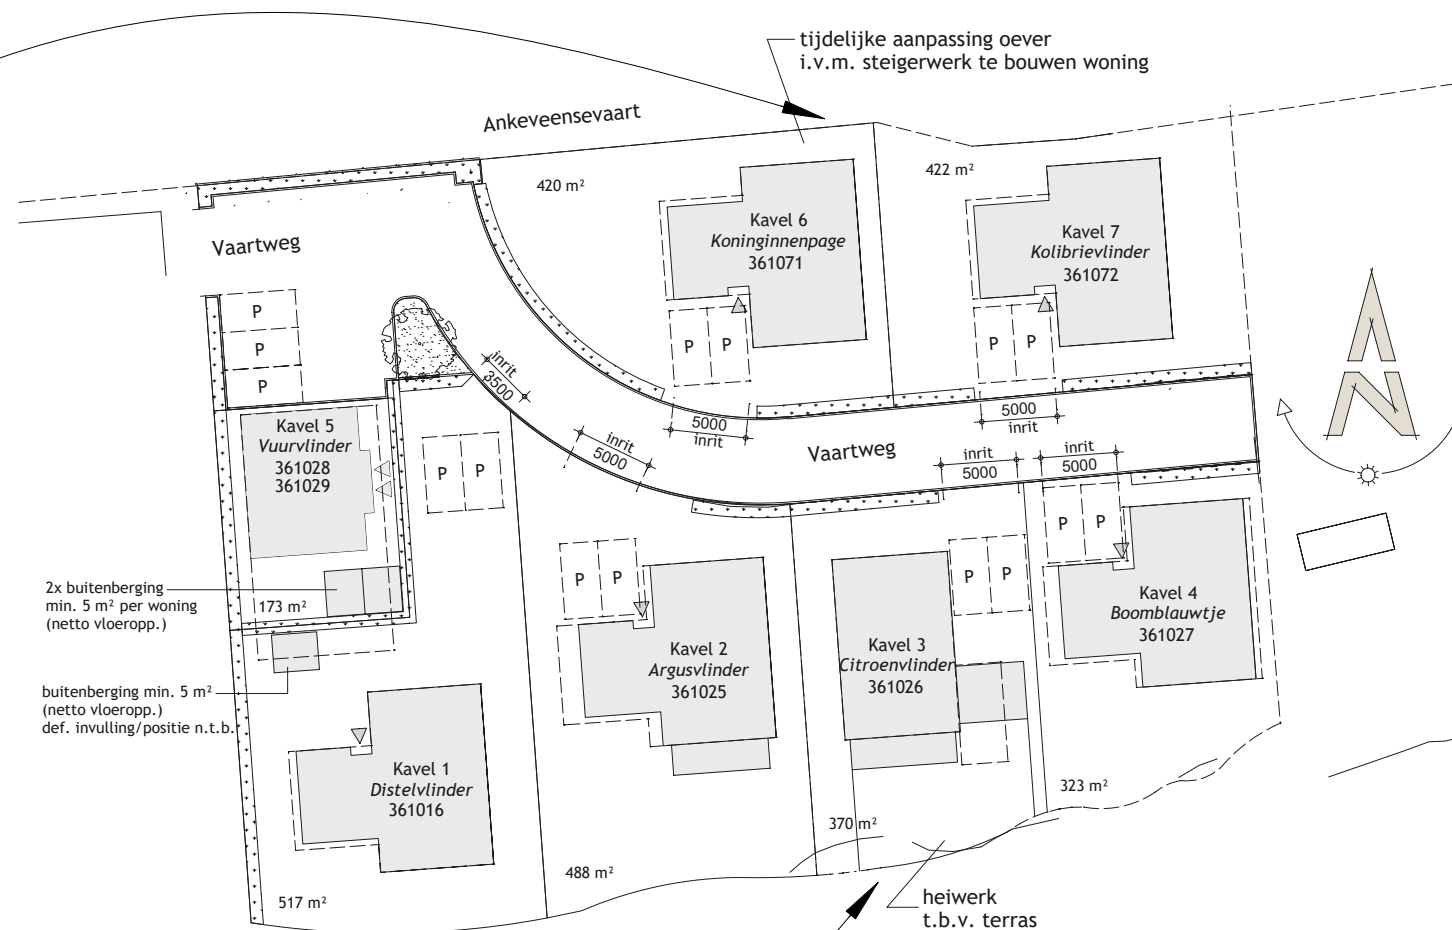 tijdelijke aanpassing oever
i.v.m. steigerwerk te bouwen woning
Ankeveensevaart
420 m²
422 m²
Kavel 6
Koninginnenpage
361071
Kavel 7
Kolibrievlinder
361072
Vaartweg
P
P
P
P
P
P
P
inrit
3500
5000
inrit
5000
inrit
inrit
5000
Vaartweg
inrit
5000
inrit
5000
N
Kavel 5
Vuurvlinder
361028
361029
P
P
P
P
P
P
P
P
2x buitenberging
min. 5 m² per woning
(netto vloeropp.)
173 m²
Kavel 4
Boomblauwtje
361027
Kavel 2
Argusvlinder
361025
Kavel 3
Citroenvlinder
361026
buitenberging min. 5 m²
(netto vloeropp.)
def. invulling/positie n.t.b.
Kavel 1
Distelvlinder
361016
323 m²
370 m²
488 m²
517 m²
heiwerk
t.b.v. terras